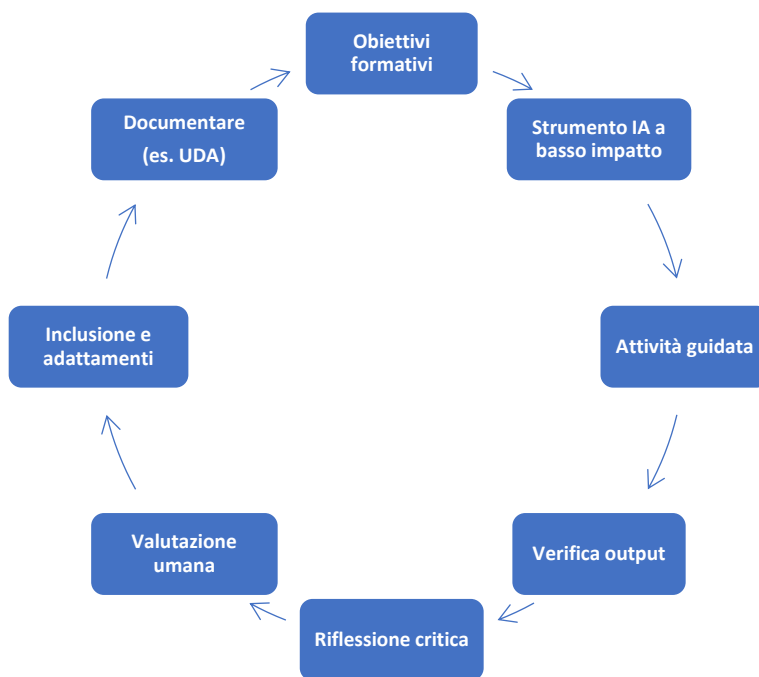 Obiettivi
formativi
Strumento IA a
basso impatto
Attività guidata
Verifica output
Riflessione critica
Valutazione
umana
Inclusione e
adattamenti
Documentare
(es. UDA)